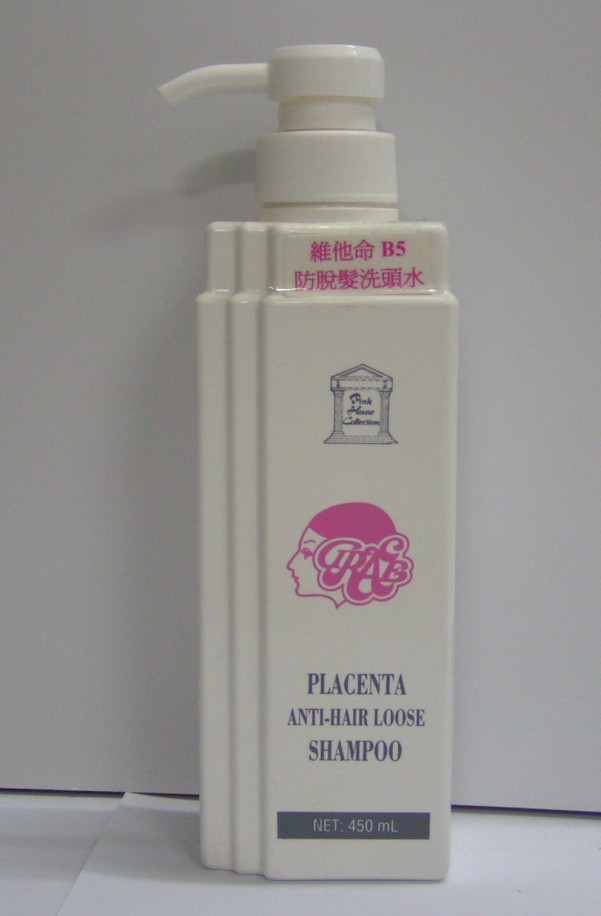 維他命 B5
防脫髮洗頭水
Pink
House
Collection
GRACE
PLACENTA
ANTI-HAIR LOOSE
SHAMPOO
NET: 450 mL